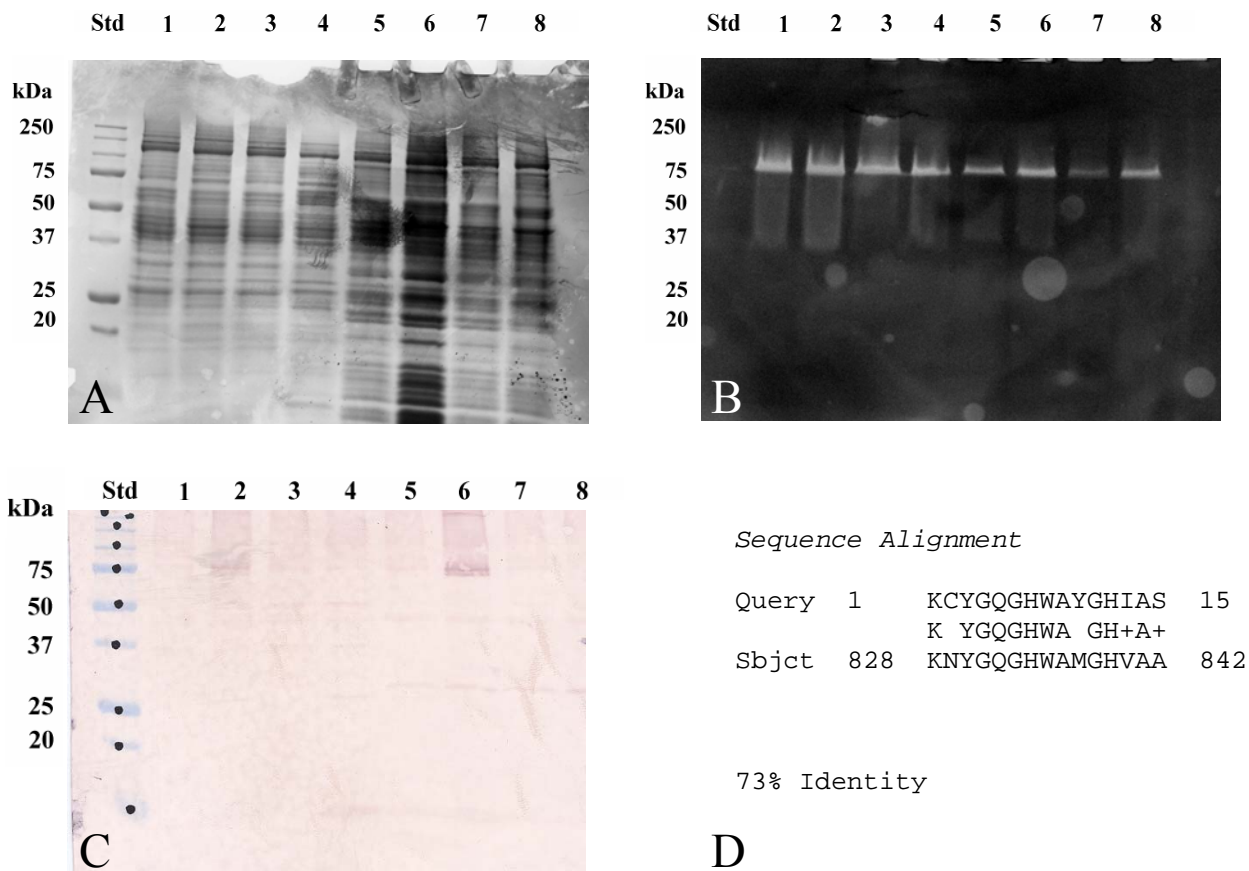 Std 1 2 3 4 5 6 7 8
kDa
250
75
50
37
25
20
A
Std 1 2 3 4 5 6 7 8
kDa
250
75
50
37
25
20
B
Std 1 2 3 4 5 6 7 8
kDa
75
50
37
25
20
C
Sequence Alignment
Query 1 KCYGQGHWAYGHIAS 15
K YGQGHWA GH+A+
Sbjct 828 KNYGQGHWAMGHVAA 842
73% Identity
D